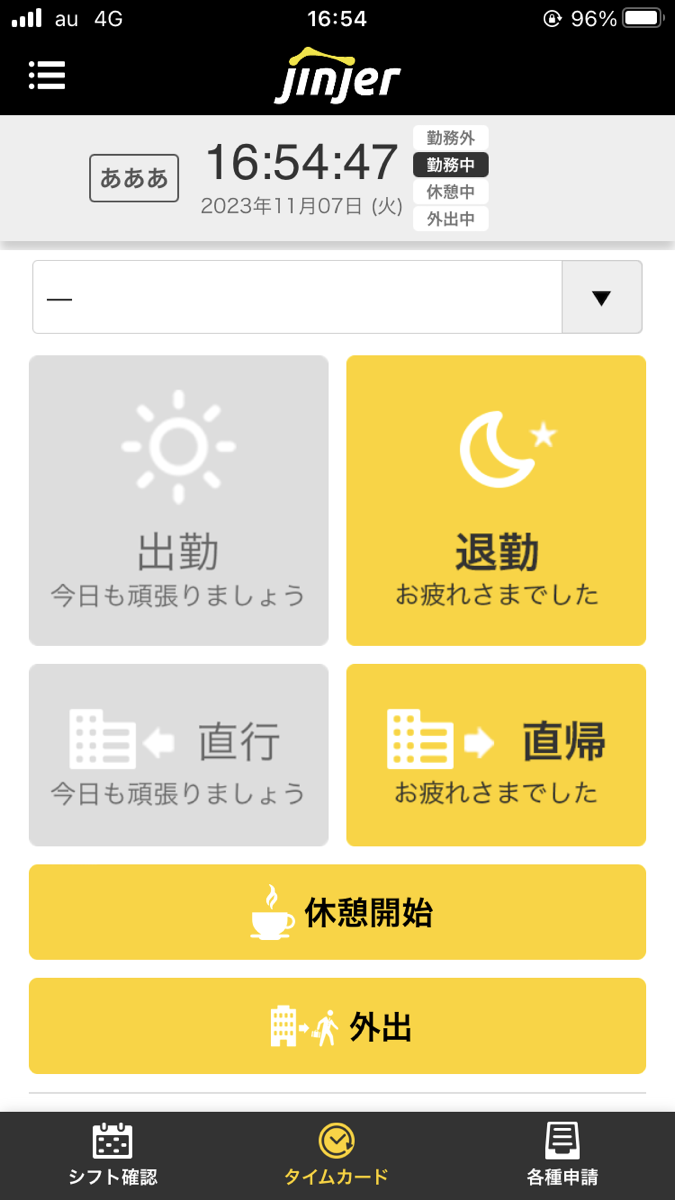 au 4G 16:54 96%
jinjer
あああ
16:54:47
2023年11月07日 (火)
勤務外
勤務中
休憩中
外出中
—
出勤
今日も頑張りましょう
退勤
お疲れさまでした
直行
今日も頑張りましょう
直帰
お疲れさまでした
休憩開始
外出
シフト確認
タイムカード
各種申請